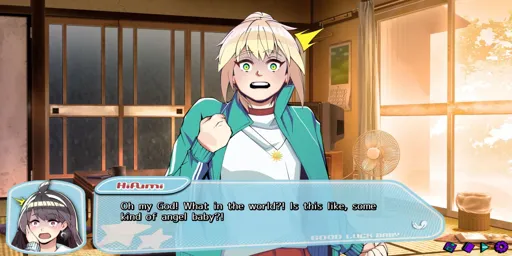 Hifumi
Oh my God! What in the world?! Is this like, some
kind of angel baby?!
GOOD LUCK BABY